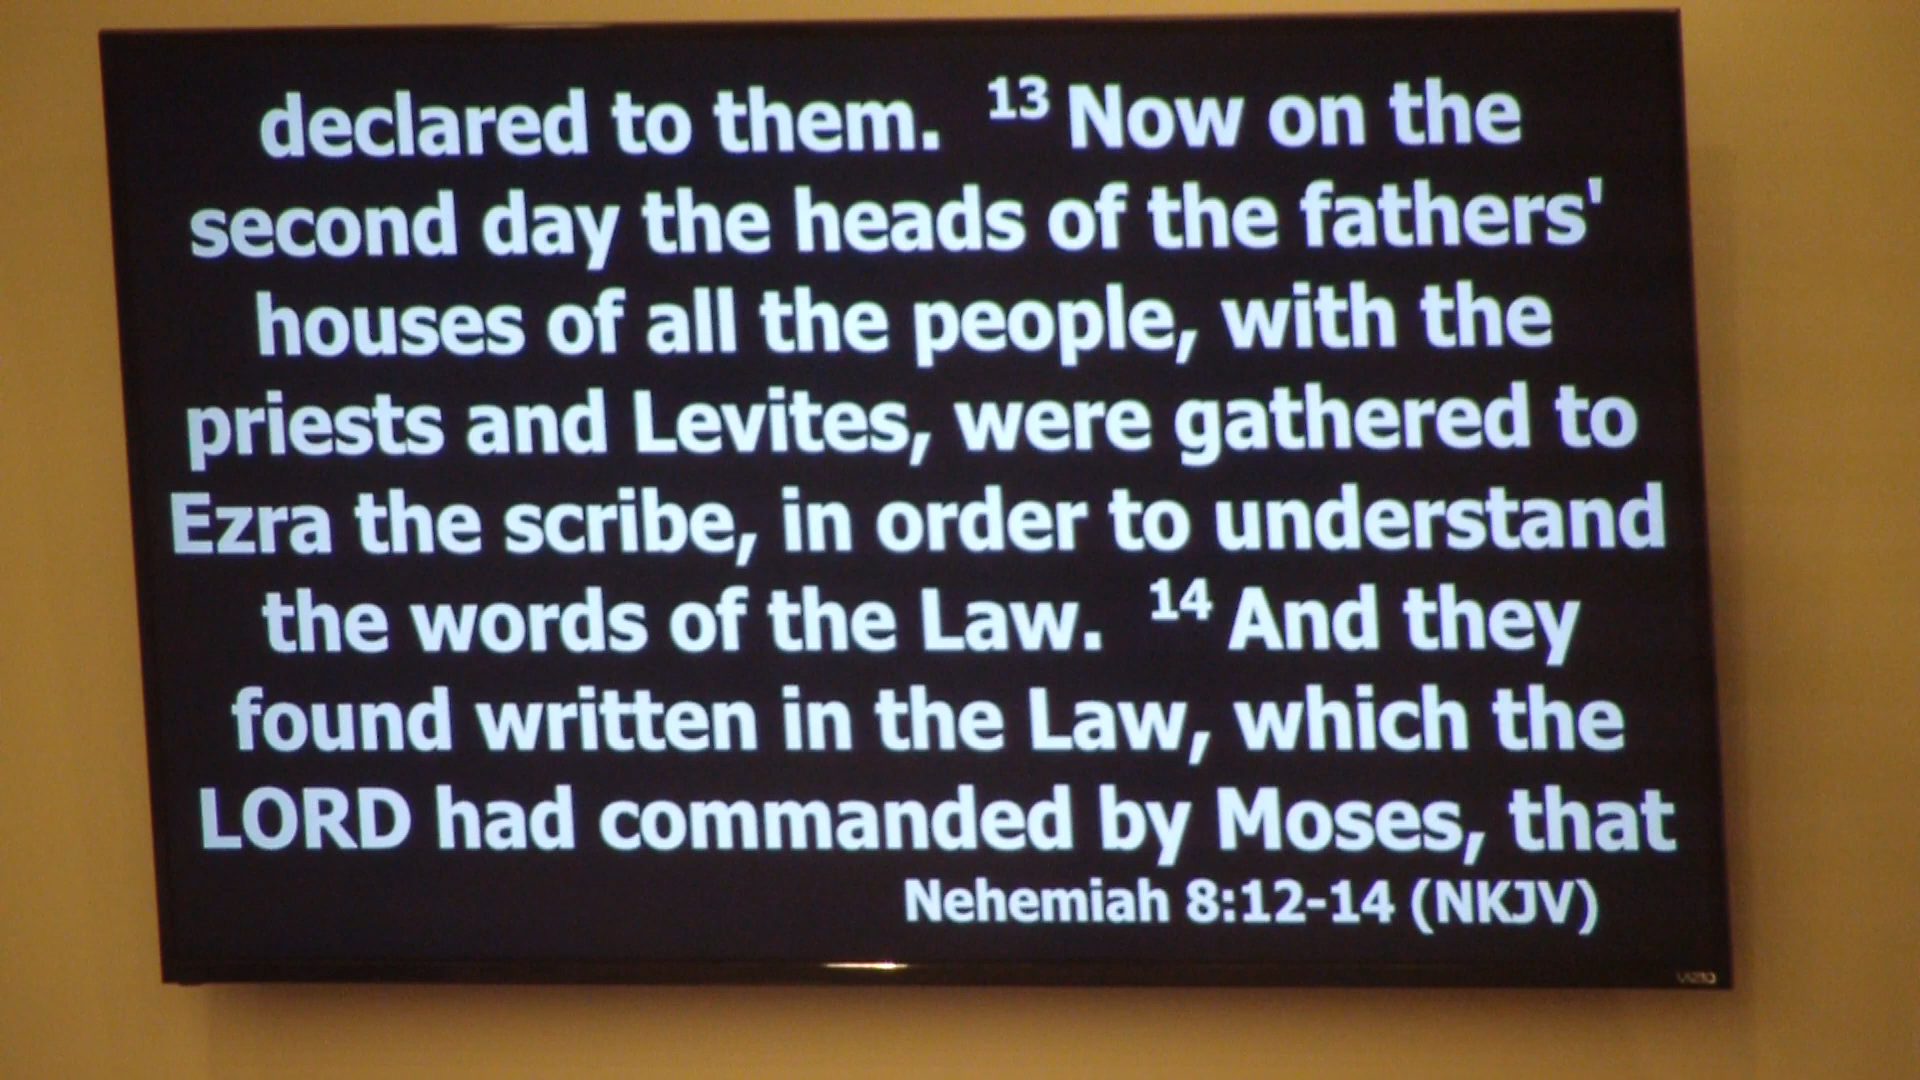 declared to them. 13 Now on the
second day the heads of the fathers'
houses of all the people, with the
priests and Levites, were gathered to
Ezra the scribe, in order to understand
the words of the Law. 14 And they
found written in the Law, which the
LORD had commanded by Moses, that
Nehemiah 8:12-14 (NKJV)
VIZIO